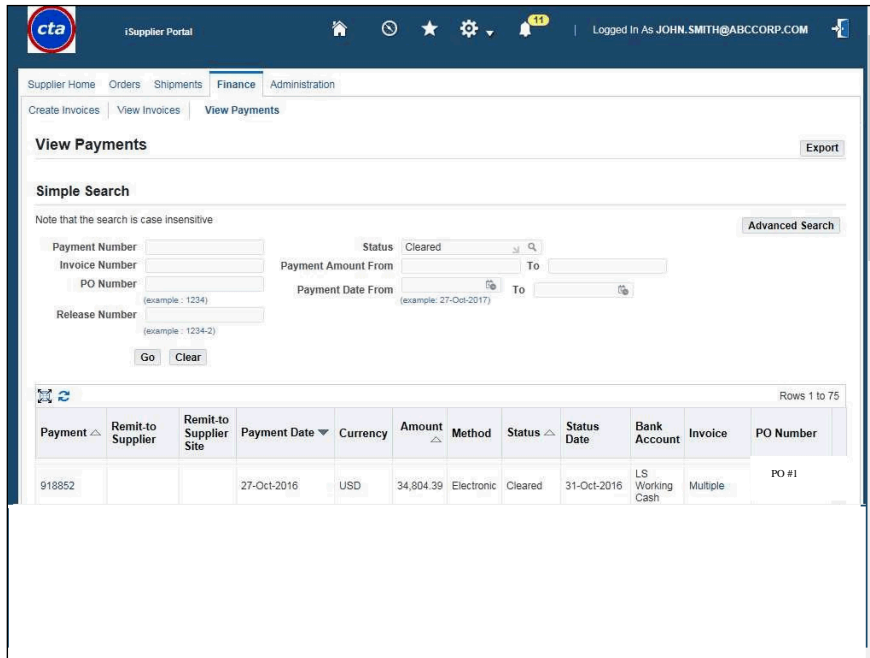 cta
iSupplier Portal
11
| Logged In As JOHN.SMITH@ABCCORP.COM
Supplier Home Orders Shipments Finance Administration
Create Invoices | View Invoices | View Payments
View Payments
Export
Simple Search
Note that the search is case insensitive
Advanced Search
Payment Number
Status Cleared
Invoice Number
Payment Amount From To
PO Number
Payment Date From To
(example : 1234)
(example: 27-Oct-2017)
Release Number
(example : 1234-2)
Go Clear
Rows 1 to 75
Payment Remit-to Supplier Remit-to Supplier Site Payment Date Currency Amount Method Status Status Date Bank Account Invoice PO Number
918852 27-Oct-2016 USD 34,804.39 Electronic Cleared 31-Oct-2016 LS Working Cash Multiple PO #1